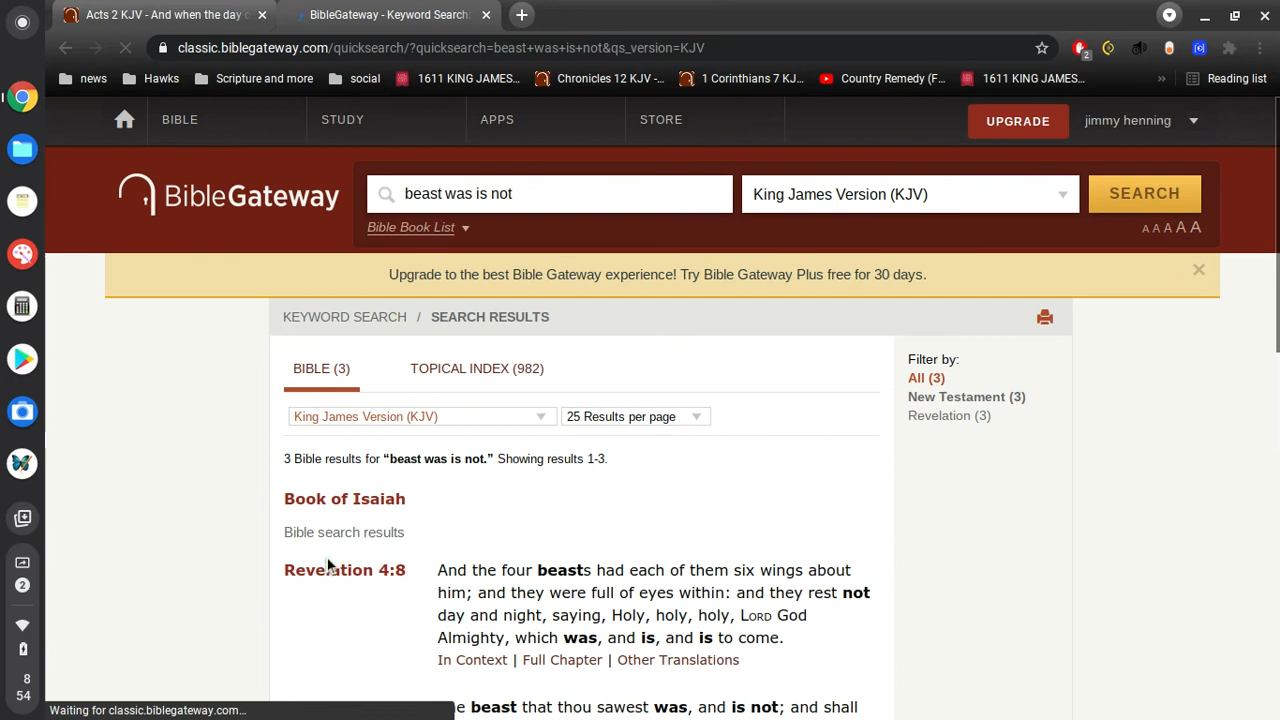 Acts 2 KJV - And when the day o
BibleGateway - Keyword Search:
classic.biblegateway.com/quicksearch/?quicksearch=beast+was+is+not&qs_version=KJV
2
news
Hawks
Scripture and more
social
1611 KING JAMES...
Chronicles 12 KJV -...
1 Corinthians 7 KJ...
Country Remedy (F...
1611 KING JAMES...
»
Reading list
BIBLE
STUDY
APPS
STORE
UPGRADE
jimmy henning
BibleGateway
beast was is not
King James Version (KJV)
SEARCH
Bible Book List
A A A A A
Upgrade to the best Bible Gateway experience! Try Bible Gateway Plus free for 30 days.
KEYWORD SEARCH / SEARCH RESULTS
BIBLE (3)
TOPICAL INDEX (982)
King James Version (KJV)
25 Results per page
3 Bible results for “beast was is not.” Showing results 1-3.
Book of Isaiah
Bible search results
Revelation 4:8
And the four beasts had each of them six wings about
him; and they were full of eyes within: and they rest not
day and night, saying, Holy, holy, holy, LORD God
Almighty, which was, and is, and is to come.
In Context | Full Chapter | Other Translations
beast that thou sawest was, and is not; and shall
Filter by:
All (3)
New Testament (3)
Revelation (3)
2
8
54
Waiting for classic.biblegateway.com...